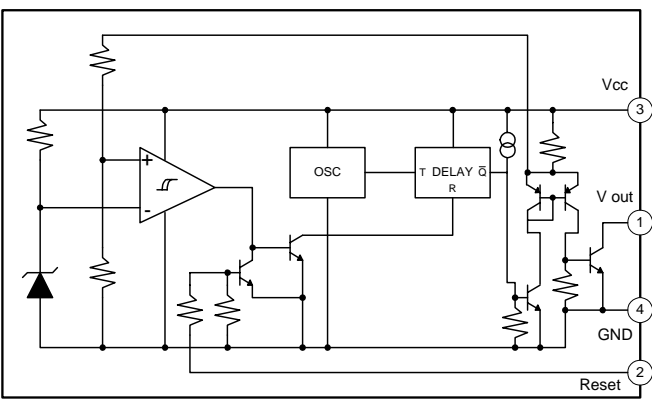 Vcc
3
+
OSC
T DELAY Q̅
R
V out
1
-
4
GND
2
Reset